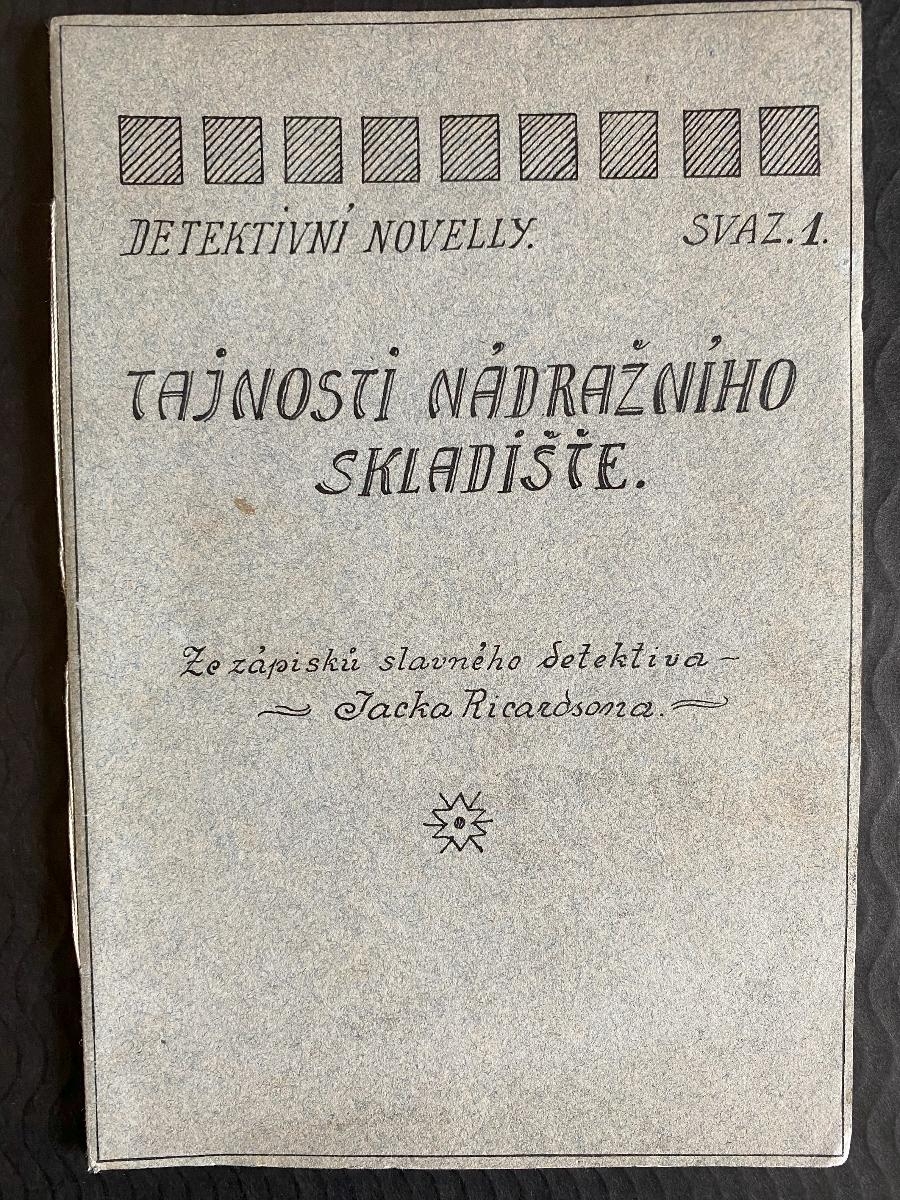 DETEKTIVNÍ NOVELLY. SVAZ. 1.
TAJNOSTI NÁDRAŽNÍHO
SKLADIŠTĚ.
Ze zápisků slavného detektiva –
~ Jacka Ricardsona. ~